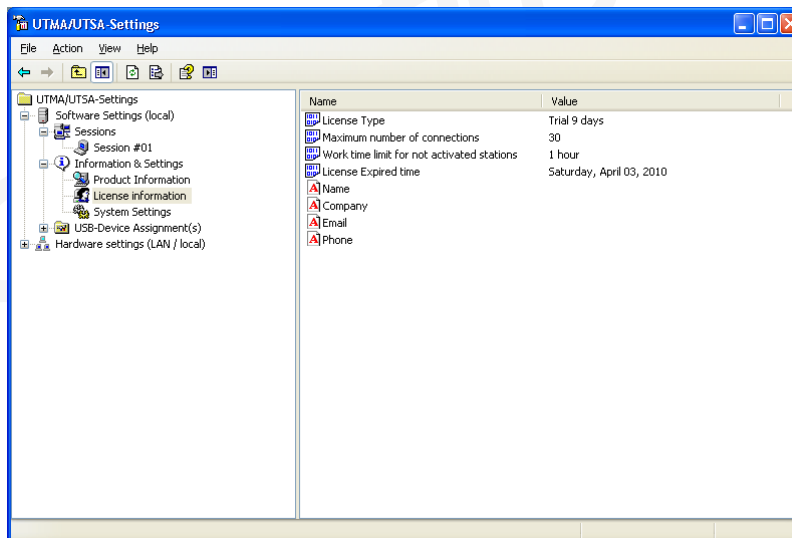 UTMA/UTSA-Settings
File Action View Help
UTMA/UTSA-Settings
Software Settings (local)
Sessions
Session #01
Information & Settings
Product Information
License information
System Settings
USB-Device Assignment(s)
Hardware settings (LAN / local)
Name Value
License Type Trial 9 days
Maximum number of connections 30
Work time limit for not activated stations 1 hour
License Expired time Saturday, April 03, 2010
Name
Company
Email
Phone